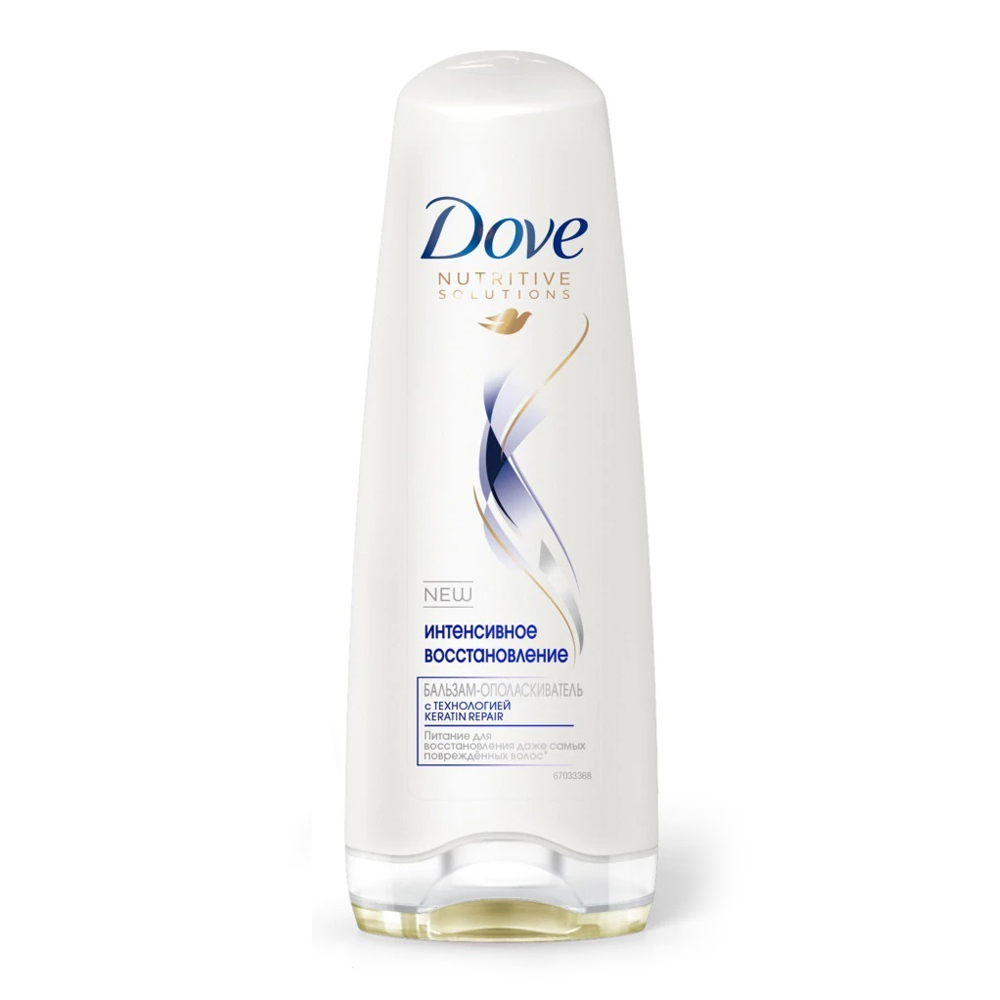 Dove
NUTRITIVE
SOLUTIONS
NEW
ИНТЕНСИВНОЕ
ВОССТАНОВЛЕНИЕ
БАЛЬЗАМ-ОПОЛАСКИВАТЕЛЬ
с ТЕХНОЛОГИЕЙ
KERATIN REPAIR
Питание для
восстановления даже самых
повреждённых волос*
67033368